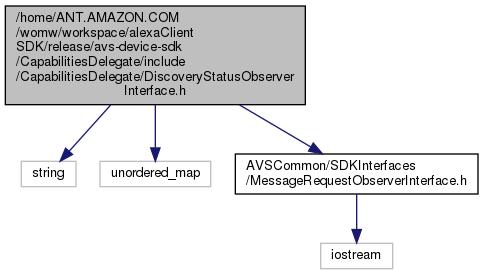 /home/ANT.AMAZON.COM
/womw/workspace/alexaClient
SDK/release/avs-device-sdk
/CapabilitiesDelegate/include
/CapabilitiesDelegate/DiscoveryStatusObserver
Interface.h
string
unordered_map
AVSCommon/SDKInterfaces
/MessageRequestObserverInterface.h
iostream